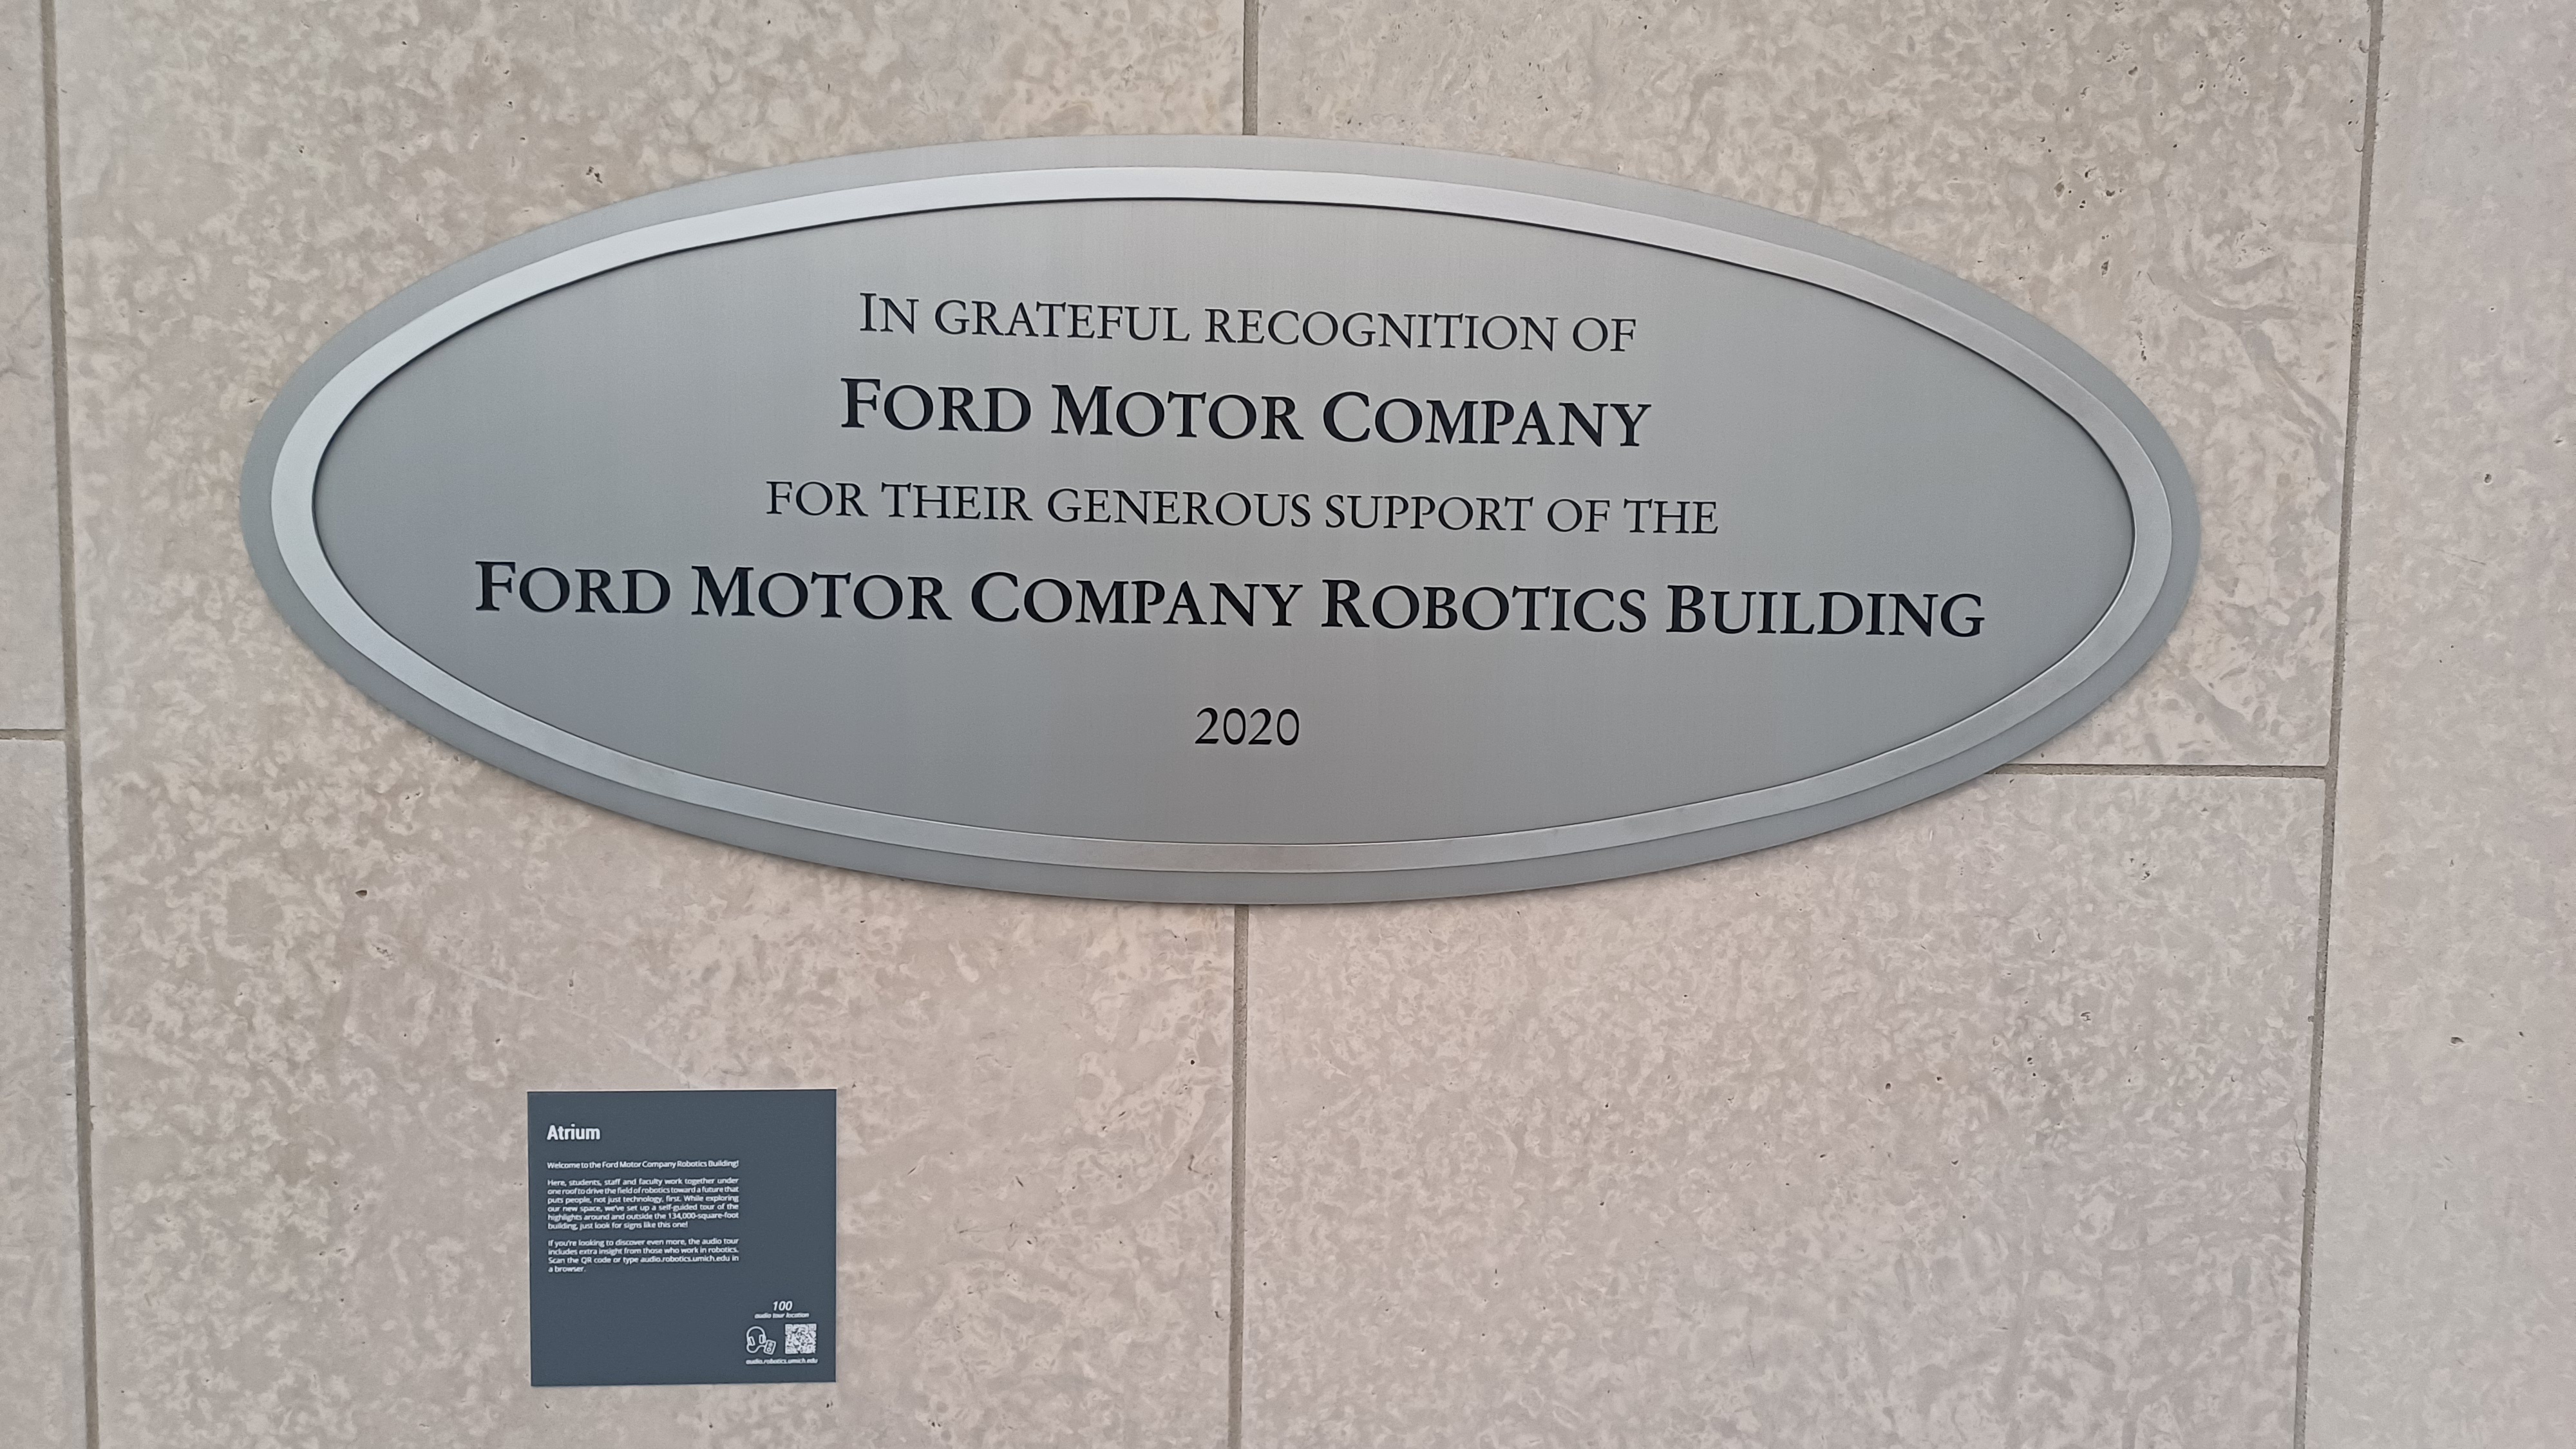 IN GRATEFUL RECOGNITION OF
FORD MOTOR COMPANY
FOR THEIR GENEROUS SUPPORT OF THE
FORD MOTOR COMPANY ROBOTICS BUILDING
2020
Atrium
Welcome to the Ford Motor Company Robotics Building!
Here, students, staff and faculty work together under
one roof to drive the field of robotics toward a future that
puts people, not just technology, first. While exploring
our new space, we've set up a self-guided tour of the
highlights around and outside the 134,000-square-foot
building, just look for signs like this one!
If you're looking to discover even more, the audio tour
includes extra insight from those who work in robotics.
Scan the QR code or type audio.robotics.umich.edu in
a browser.
100
audio tour location
audio.robotics.umich.edu